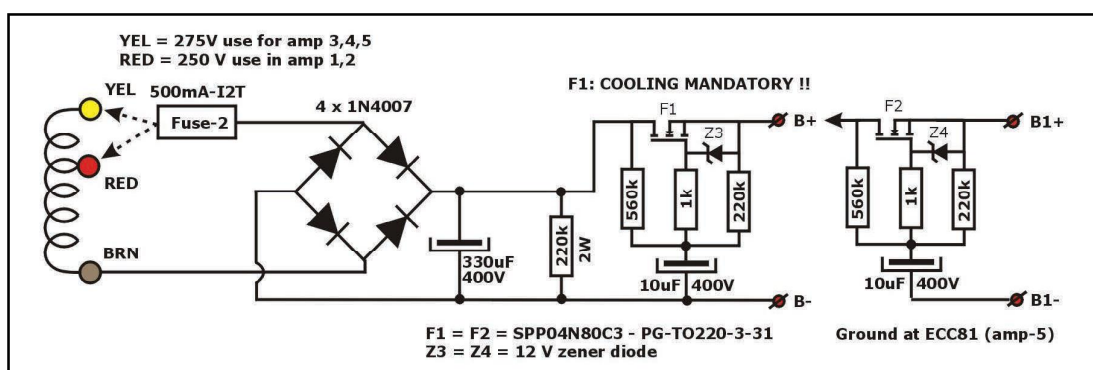 YEL = 275V use for amp 3,4,5
RED = 250 V use in amp 1,2
YEL
500mA-I2T
Fuse-2
4 x 1N4007
RED
BRN
330uF
400V
220k
2W
F1: COOLING MANDATORY !!
F1
Z3
B+
560k
1k
220k
10uF
400V
B-
F2
Z4
B1+
560k
1k
220k
10uF
400V
B1-
F1 = F2 = SPP04N80C3 - PG-TO220-3-31
Z3 = Z4 = 12 V zener diode
Ground at ECC81 (amp-5)